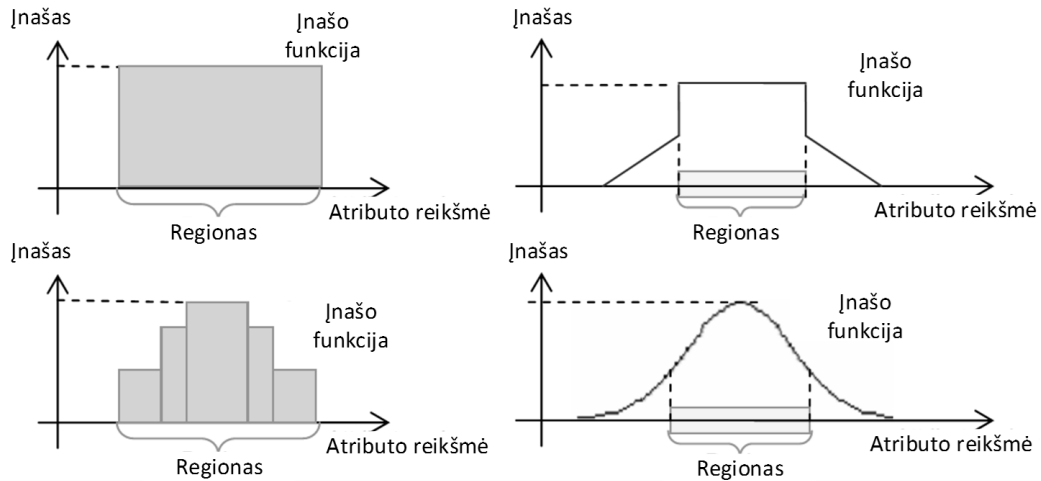 Įnašas
Įnašo
funkcija
Atributo reikšmė
Regionas
Įnašas
Įnašo
funkcija
Atributo reikšmė
Regionas
Įnašas
Įnašo
funkcija
Atributo reikšmė
Regionas
Įnašas
Įnašo
funkcija
Atributo reikšmė
Regionas